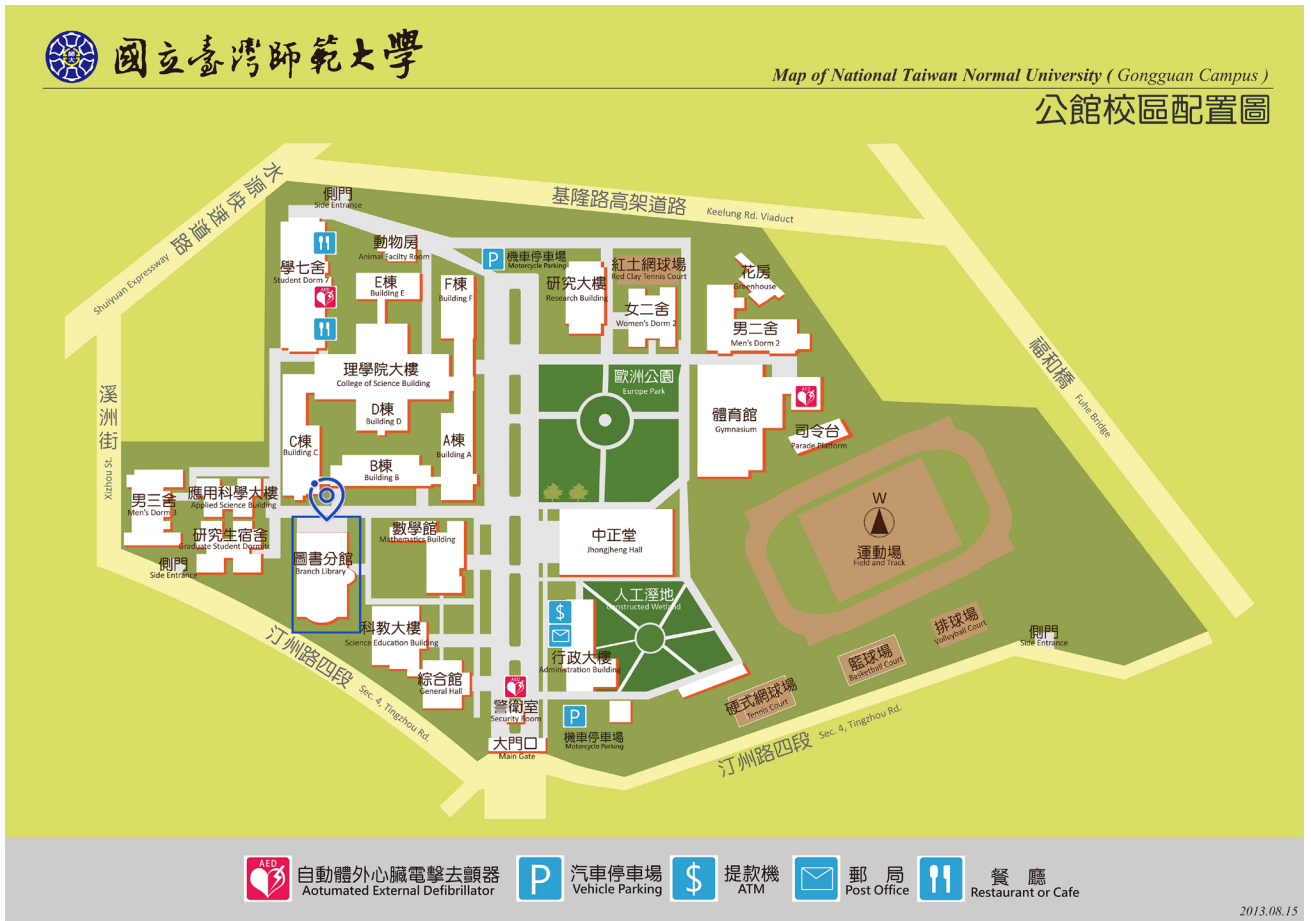 國立臺灣師範大學
Map of National Taiwan Normal University ( Gongguan Campus )
公館校區配置圖
水源快速道路
Shuiyuan Expressway
基隆路高架道路
Keelung Rd. Viaduct
側門
Side Entrance
動物房
Animal Facilty Room
學七舍
Student Dorm 7
AED
E棟
Building E
F棟
Building F
P
機車停車場
Motorcycle Parking
研究大樓
Research Building
紅土網球場
Red Clay Tennis Court
女二舍
Women's Dorm 2
花房
Greenhouse
男二舍
Men's Dorm 2
福和橋
Fuhe Bridge
溪洲街
Xizhou St.
理學院大樓
College of Science Building
歐洲公園
Europe Park
D棟
Building D
體育館
Gymnasium
AED
司令台
Parade Platform
C棟
Building C
A棟
Building A
B棟
Building B
男三舍
Men's Dorm 3
應用科學大樓
Applied Science Building
研究生宿舍
Graduate Student Dormito
側門
Side Entrance
圖書分館
Branch Library
數學館
Mathematics Building
中正堂
Jhongjheng Hall
W
運動場
Field and Track
人工溼地
Constructed Wetland
$
科教大樓
Science Education Building
行政大樓
Administration Building
排球場
Volleyball Court
側門
Side Entrance
籃球場
Basketball Court
綜合館
General Hall
硬式網球場
Tennis Court
AED
警衛室
Security Room
P
機車停車場
Motorcycle Parking
大門口
Main Gate
汀州路四段
Sec. 4, Tingzhou Rd.
汀州路四段
Sec. 4, Tingzhou Rd.
AED
自動體外心臟電擊去顫器
Aotumated External Defibrillator
P
汽車停車場
Vehicle Parking
$
提款機
ATM
郵 局
Post Office
餐 廳
Restaurant or Cafe
2013.08.15